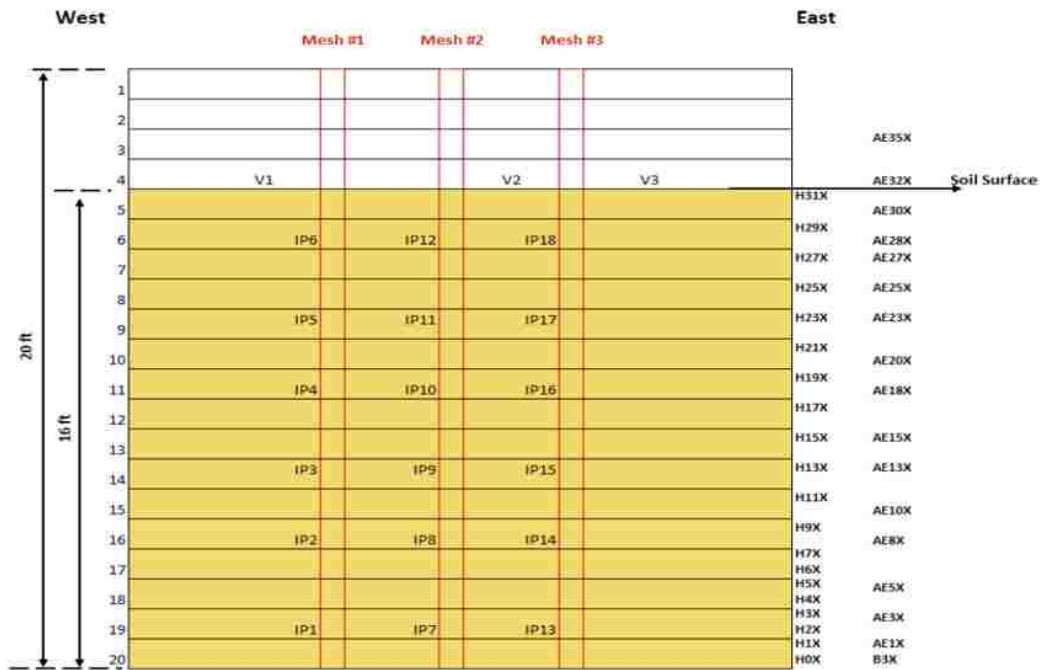 West
East
Mesh #1 Mesh #2 Mesh #3
1
2
3 AE35X
4 V1 V2 V3 AE32X Soil Surface
H31X
5 AE30X
H29X
6 IP6 IP12 IP18 AE28X
H27X AE27X
7
H25X AE25X
8
IP5 IP11 IP17 H23X AE23X
9
H21X
10 AE20X
H19X
11 IP4 IP10 IP16 AE18X
H17X
12
H15X AE15X
13
IP3 IP9 IP15 H13X AE13X
14
H11X
15 AE10X
H9X
16 IP2 IP8 IP14 AE8X
H7X
17 H6X
H5X AE5X
18 H4X
H3X AE3X
19 IP1 IP7 IP13 H2X
H1X AE1X
20 H0X B3X
20 ft
16 ft